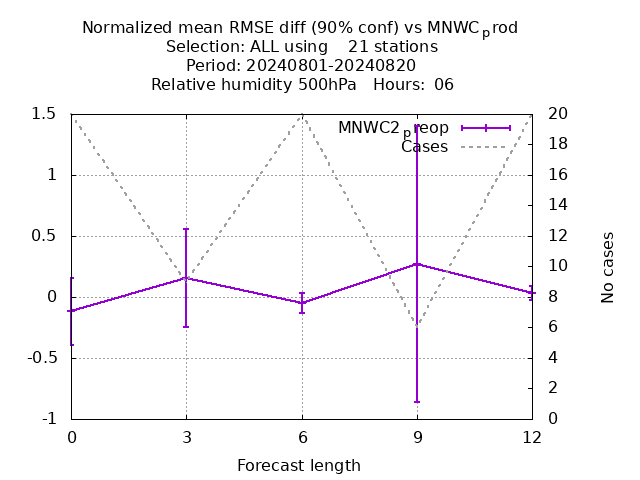 Normalized mean RMSE diff (90% conf) vs MNWCprod
Selection: ALL using    21 stations
Period: 20240801-20240820
Relative humidity 500hPa   Hours:  06
MNWC2preop
Cases
1.5
1
0.5
0
-0.5
-1
20
18
16
14
12
10
8
6
4
2
0
No cases
0 3 6 9 12
Forecast length